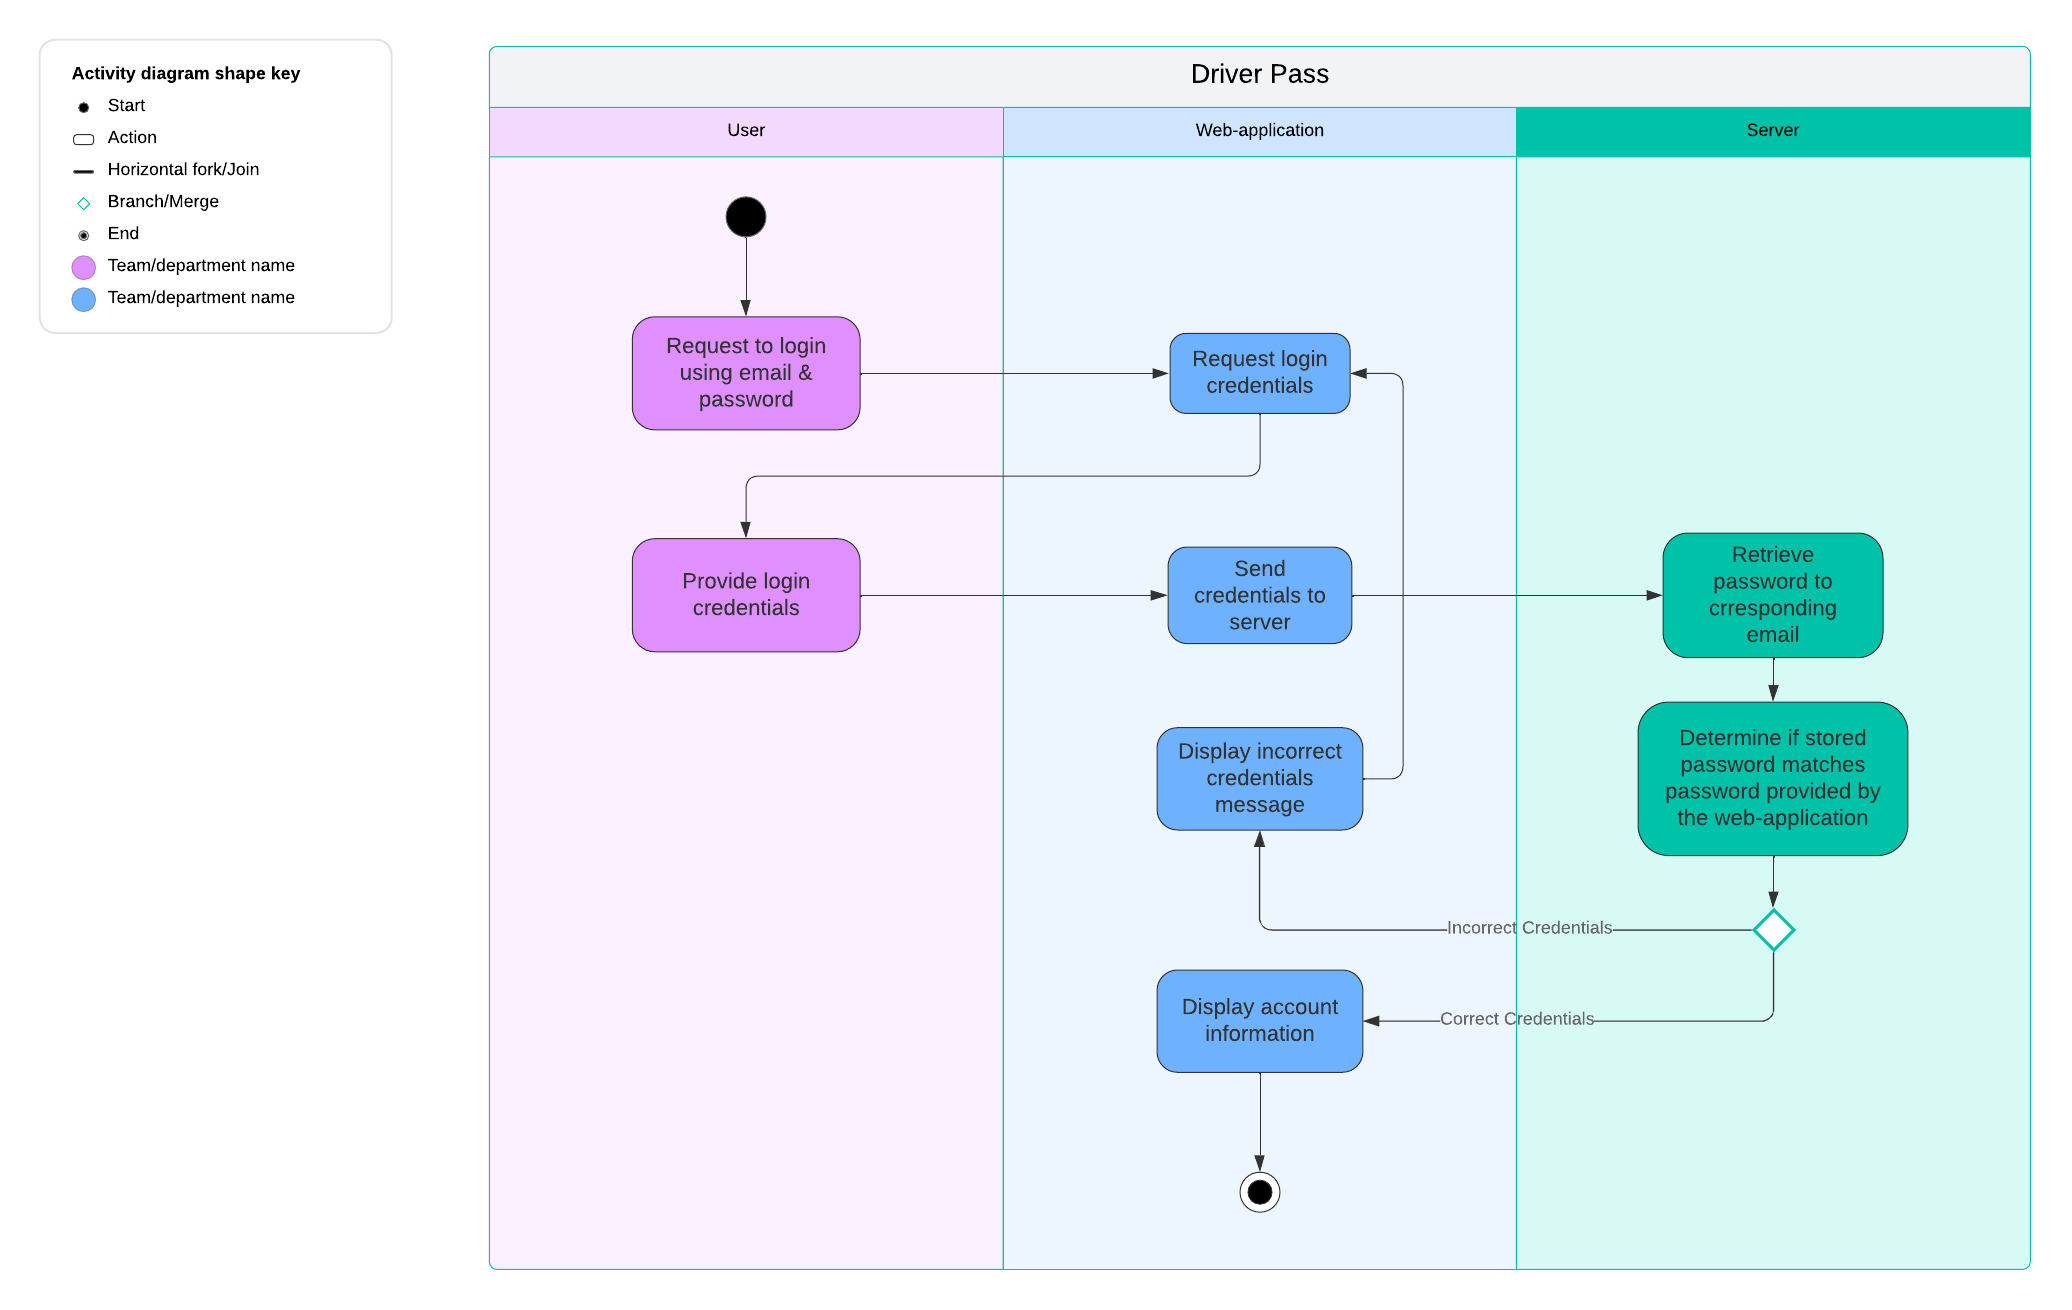 Activity diagram shape key
Start
Action
Horizontal fork/Join
Branch/Merge
End
Team/department name
Team/department name
Driver Pass
User
Web-application
Server
Request to login
using email &
password
Request login
credentials
Provide login
credentials
Send
credentials to
server
Retrieve
password to
crresponding
email
Display incorrect
credentials
message
Determine if stored
password matches
password provided by
the web-application
Incorrect Credentials
Display account
information
Correct Credentials